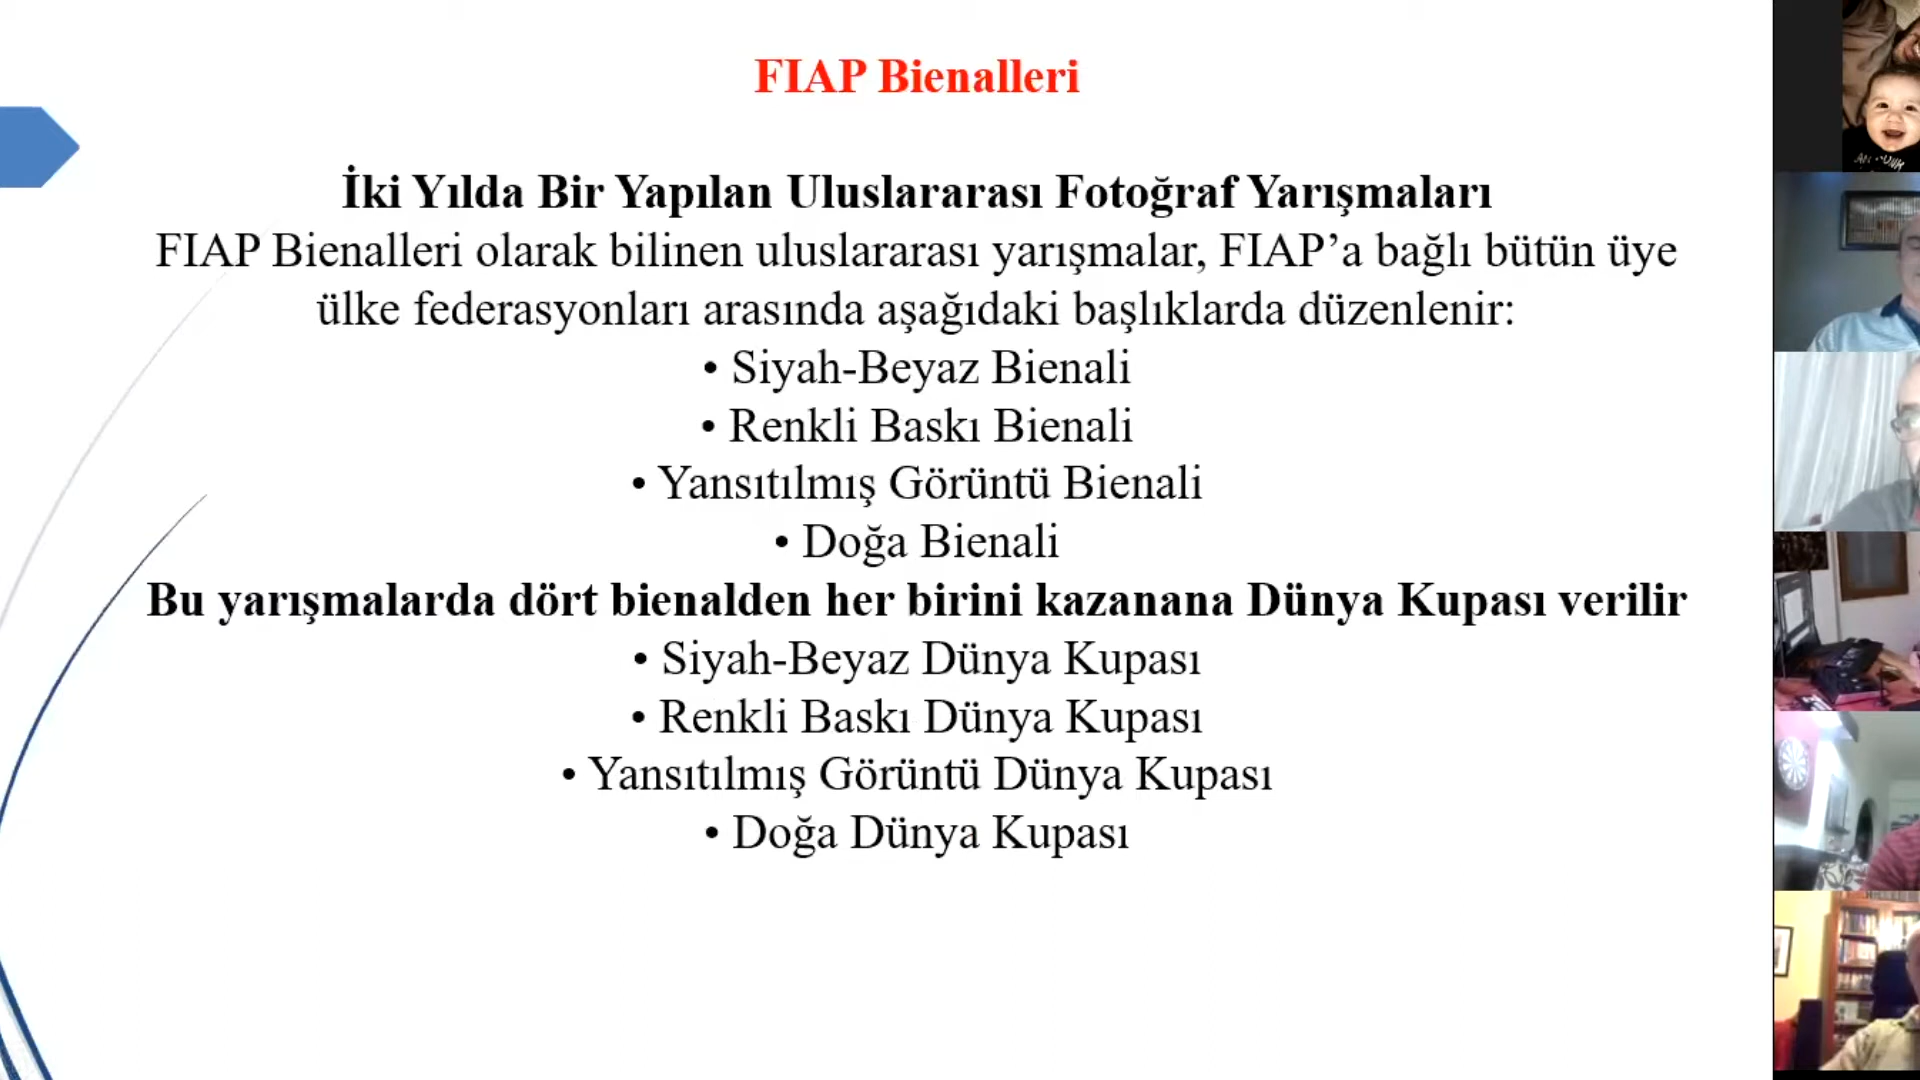 FIAP Bienalleri
İki Yılda Bir Yapılan Uluslararası Fotoğraf Yarışmaları
FIAP Bienalleri olarak bilinen uluslararası yarışmalar, FIAP’a bağlı bütün üye
ülke federasyonları arasında aşağıdaki başlıklarda düzenlenir:
• Siyah-Beyaz Bienali
• Renkli Baskı Bienali
• Yansıtılmış Görüntü Bienali
• Doğa Bienali
Bu yarışmalarda dört bienalden her birini kazanana Dünya Kupası verilir
• Siyah-Beyaz Dünya Kupası
• Renkli Baskı Dünya Kupası
• Yansıtılmış Görüntü Dünya Kupası
• Doğa Dünya Kupası